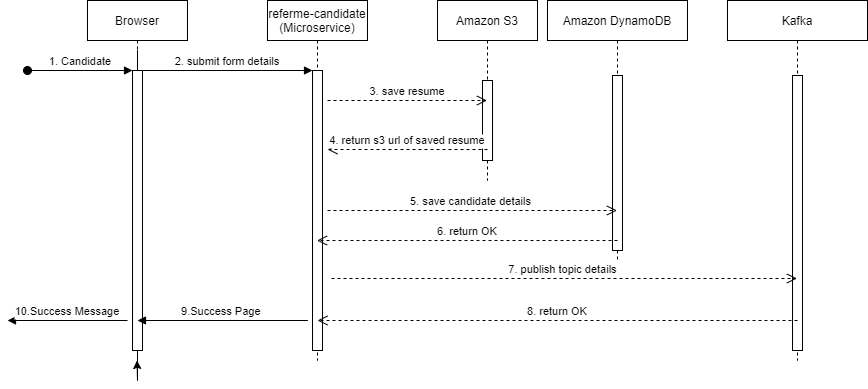 Browser
referme-candidate
(Microservice)
Amazon S3
Amazon DynamoDB
Kafka
1. Candidate
2. submit form details
3. save resume
4. return s3 url of saved resume
5. save candidate details
6. return OK
7. publish topic details
10.Success Message
9.Success Page
8. return OK